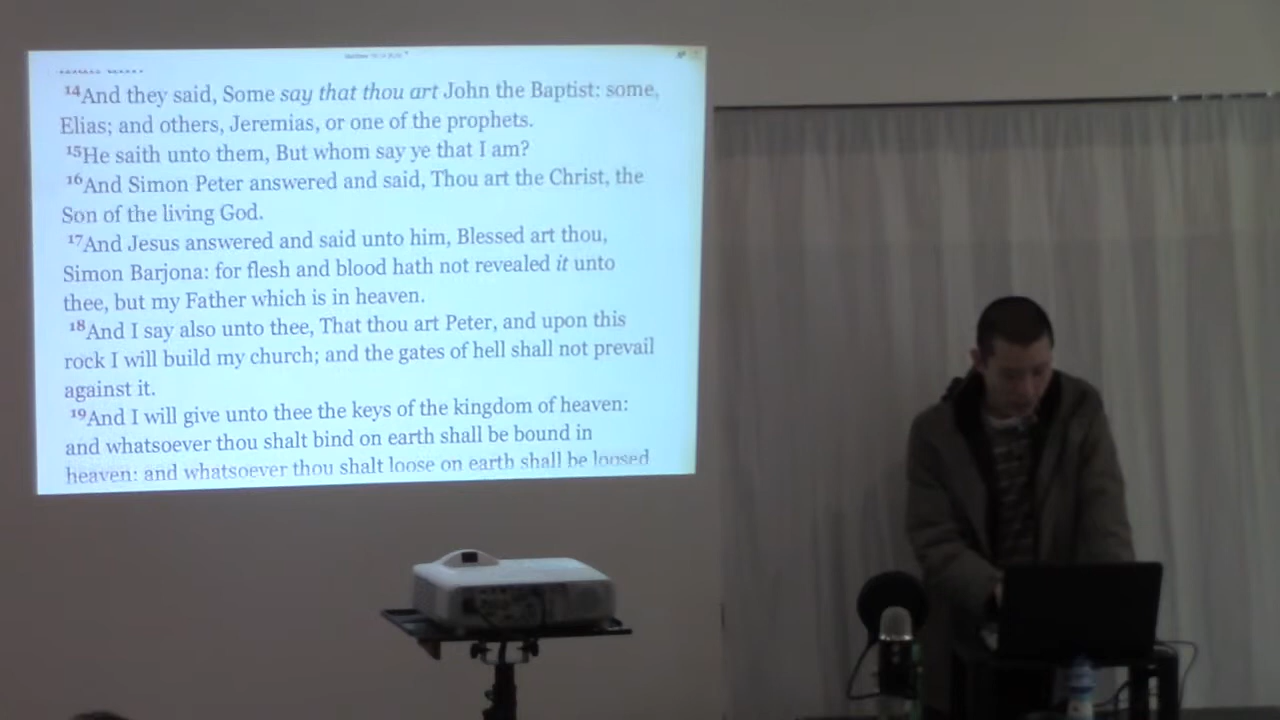 14And they said, Some say that thou art John the Baptist: some,
Elias; and others, Jeremias, or one of the prophets.
15He saith unto them, But whom say ye that I am?
16And Simon Peter answered and said, Thou art the Christ, the
Son of the living God.
17And Jesus answered and said unto him, Blessed art thou,
Simon Barjona: for flesh and blood hath not revealed it unto
thee, but my Father which is in heaven.
18And I say also unto thee, That thou art Peter, and upon this
rock I will build my church; and the gates of hell shall not prevail
against it.
19And I will give unto thee the keys of the kingdom of heaven:
and whatsoever thou shalt bind on earth shall be bound in
heaven: and whatsoever thou shalt loose on earth shall be loosed